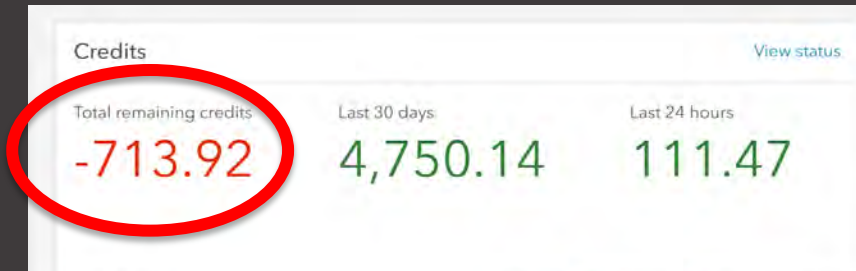 Credits
View status
Total remaining credits
Last 30 days
Last 24 hours
-713.92
4,750.14
111.47